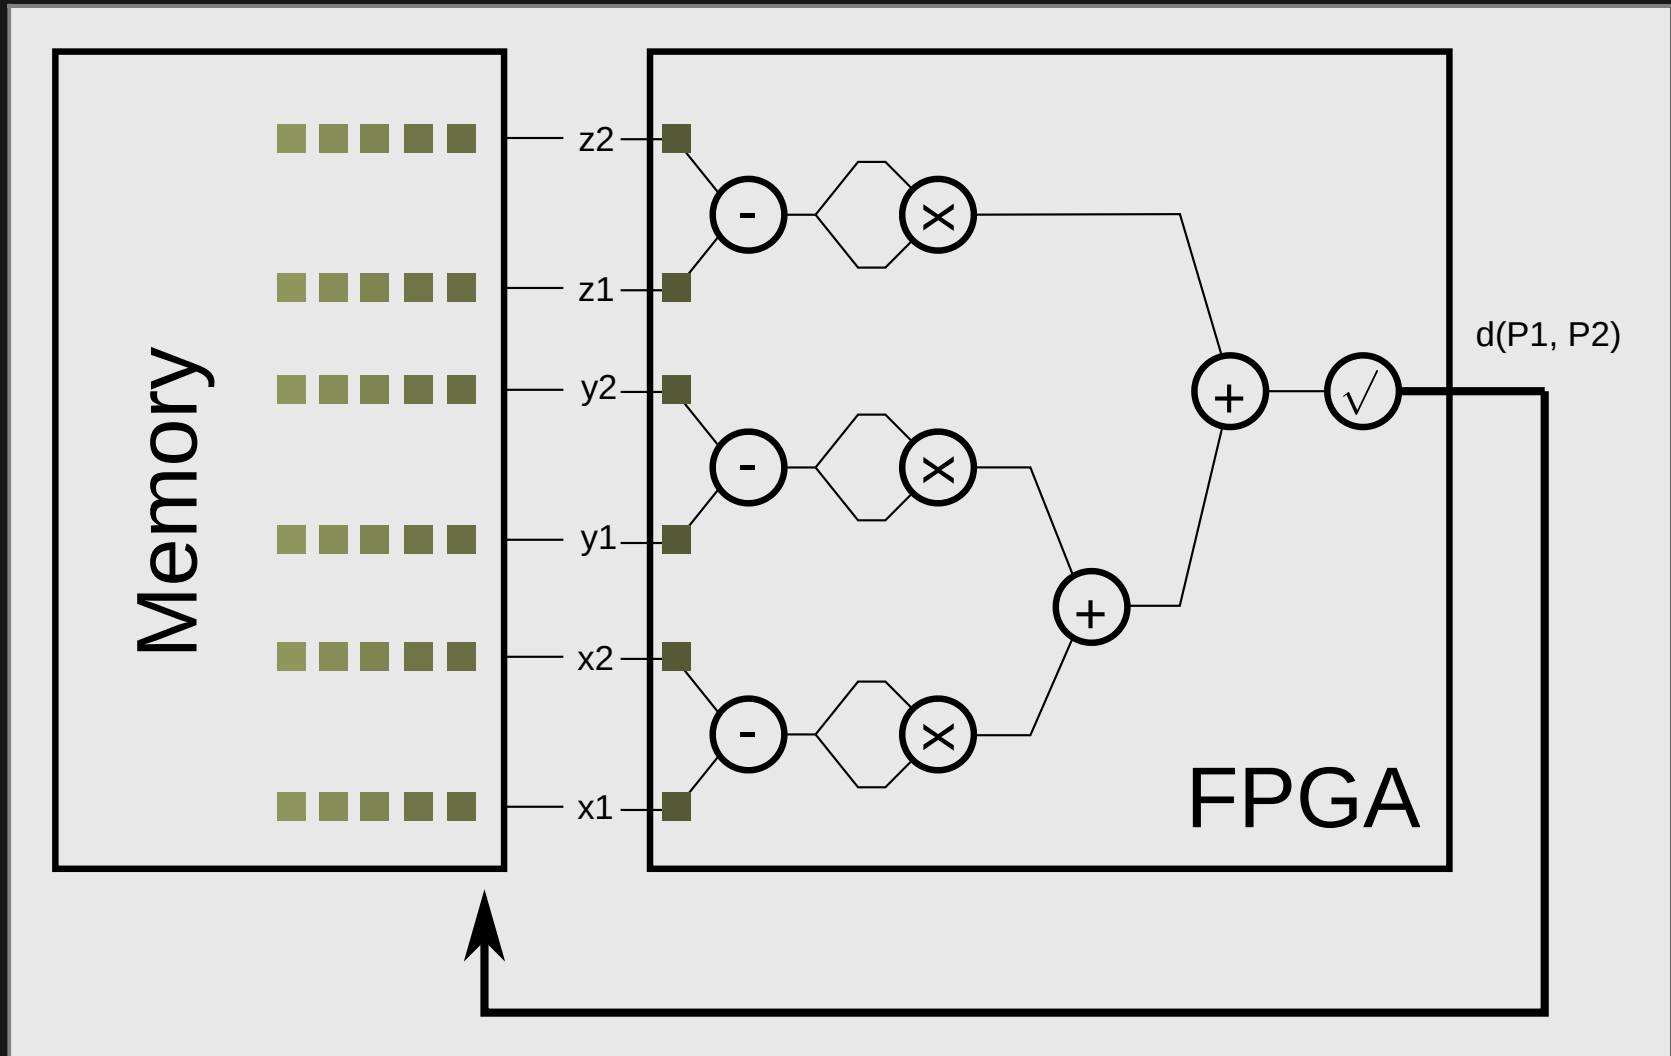 Memory
z2
z1
y2
y1
x2
x1
-
x
-
x
-
x
+
+
√
d(P1, P2)
FPGA